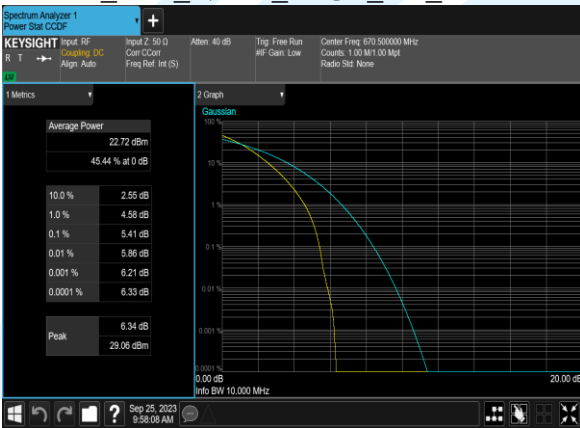 Spectrum Analyzer 1
Power Stat CCDF
+
KEYSIGHT
R T
LV
Input: RF
Coupling: DC
Align: Auto
Input Z: 50 Ω
Corr CCorr
Freq Ref: Int (S)
Atten: 40 dB
Trig: Free Run
#IF Gain: Low
Center Freq: 670.500000 MHz
Counts: 1.00 M/1.00 Mpt
Radio Std: None
1 Metrics
Average Power
22.72 dBm
45.44 % at 0 dB
10.0 % 2.55 dB
1.0 % 4.58 dB
0.1 % 5.41 dB
0.01 % 5.86 dB
0.001 % 6.21 dB
0.0001 % 6.33 dB
Peak
6.34 dB
29.06 dBm
2 Graph
Gaussian
100 %
10 %
1 %
0.1 %
0.01 %
0.001 %
0.0001 %
0.00 dB
20.00 dB
Info BW 10.000 MHz
?
Sep 25, 2023
9:58:08 AM